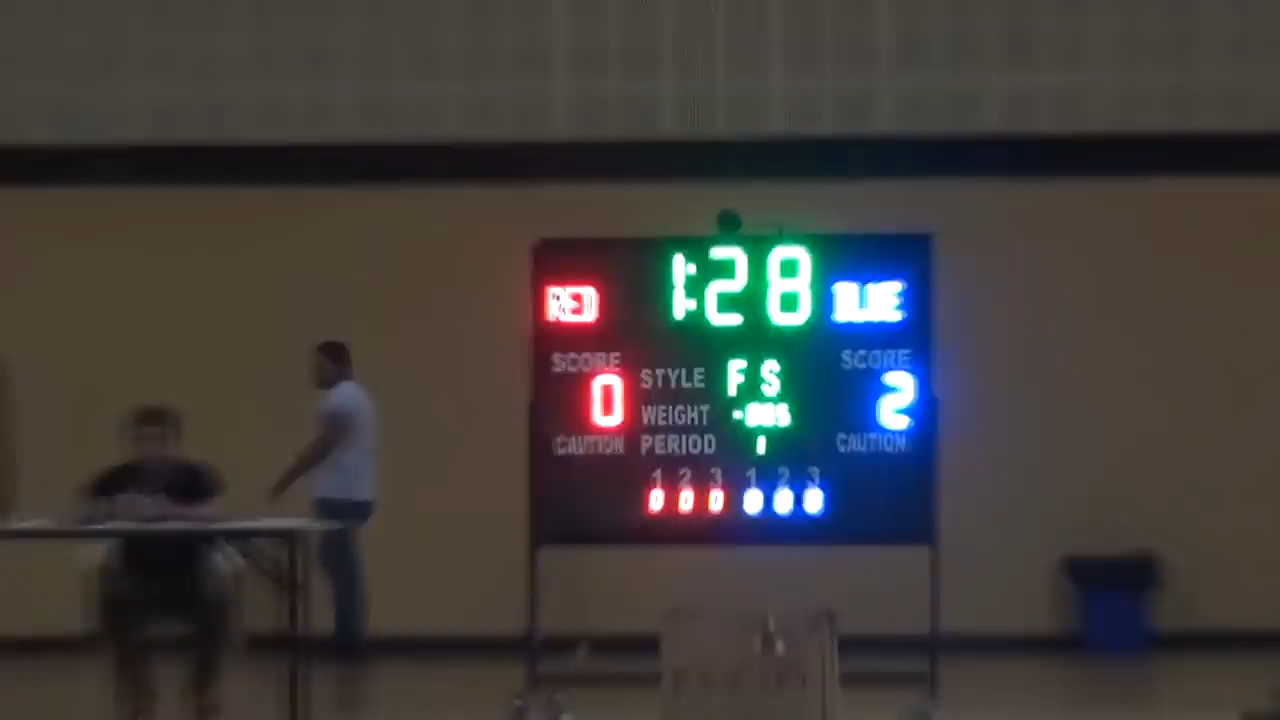 1:28
RED BLUE
SCORE SCORE
0 STYLE FS 2
WEIGHT
CAUTION PERIOD 1 CAUTION
1 2 3 1 2 3
0 0 0 0 0 0